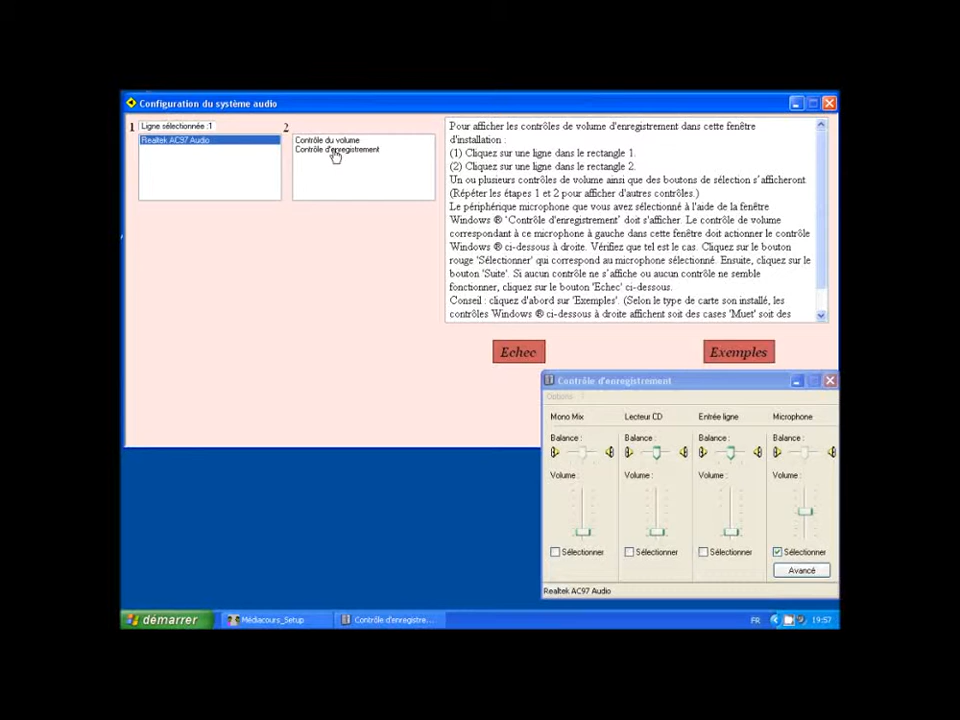 Configuration du système audio
1 Ligne sélectionnée :1 2
Realtek AC97 Audio
Contrôle du volume
Contrôle d'enregistrement
Pour afficher les contrôles de volume d'enregistrement dans cette fenêtre
d'installation :
(1) Cliquez sur une ligne dans le rectangle 1.
(2) Cliquez sur une ligne dans le rectangle 2.
Un ou plusieurs contrôles de volume ainsi que des boutons de sélection s'afficheront
(Répéter les étapes 1 et 2 pour afficher d'autres contrôles.)
Le périphérique microphone que vous avez sélectionné à l'aide de la fenêtre
Windows ® 'Contrôle d'enregistrement' doit s'afficher. Le contrôle de volume
correspondant à ce microphone à gauche dans cette fenêtre doit actionner le contrôle
Windows ® ci-dessous à droite. Vérifiez que tel est le cas. Cliquez sur le bouton
rouge 'Sélectionner' qui correspond au microphone sélectionné. Ensuite, cliquez sur le
bouton 'Suite'. Si aucun contrôle ne s'affiche ou aucun contrôle ne semble
fonctionner, cliquez sur le bouton 'Echec' ci-dessous.
Conseil : cliquez d'abord sur 'Exemples'. (Selon le type de carte son installé, les
contrôles Windows ® ci-dessous à droite affichent soit des cases 'Muet' soit des
Echec Exemples
Contrôle d'enregistrement
Options ?
Mono Mix Lecteur CD Entrée ligne Microphone
Balance : Balance : Balance : Balance :
Volume : Volume : Volume : Volume :
Sélectionner Sélectionner Sélectionner Sélectionner
Avancé
Realtek AC97 Audio
démarrer Médiacours_Setup Contrôle d'enregistre... FR 19:57